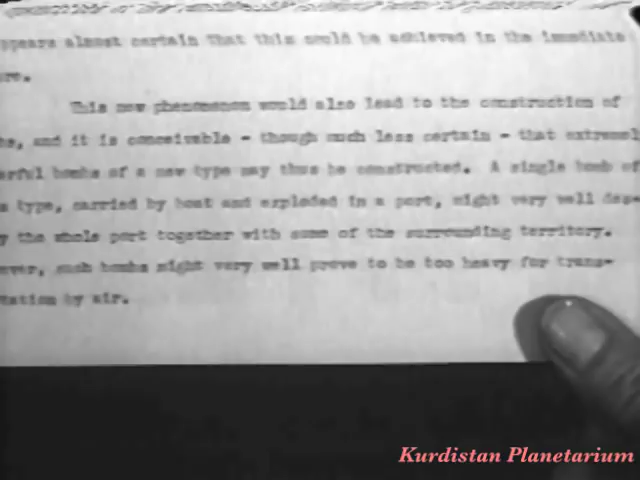 ppears almost certain that this could be achieved in the immediate
ure.
This new phenomenon would also lead to the construction of
bs, and it is conceivable - though much less certain - that extremel
erful bombs of a new type may thus be constructed. A single bomb of
s type, carried by boat and exploded in a port, might very well des-
y the whole port together with some of the surrounding territory.
ever, such bombs might very well prove to be too heavy for trans-
tation by air.
Kurdistan Planetarium